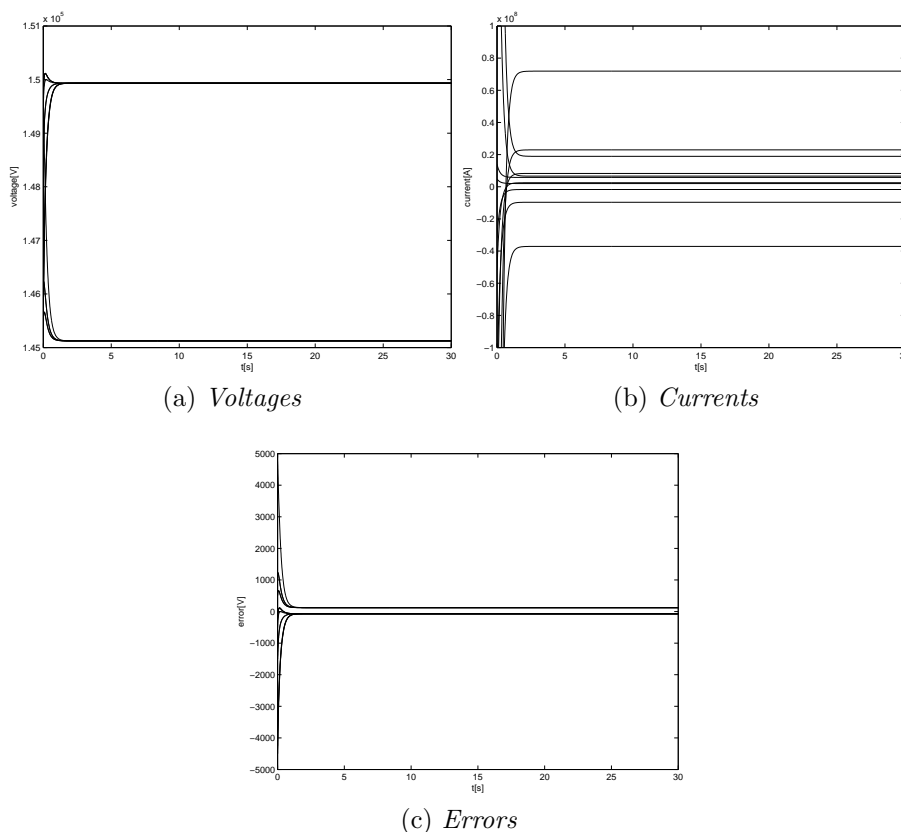 x 10^5
1.51
1.5
1.49
1.48
1.47
1.46
1.45
voltage[V]
0 5 10 15 20 25 30
t[s]
(a) Voltages
x 10^8
1
0.8
0.6
0.4
0.2
0
−0.2
−0.4
−0.6
−0.8
−1
current[A]
0 5 10 15 20 25 30
t[s]
(b) Currents
5000
4000
3000
2000
1000
0
−1000
−2000
−3000
−4000
−5000
error[V]
0 5 10 15 20 25 30
t[s]
(c) Errors